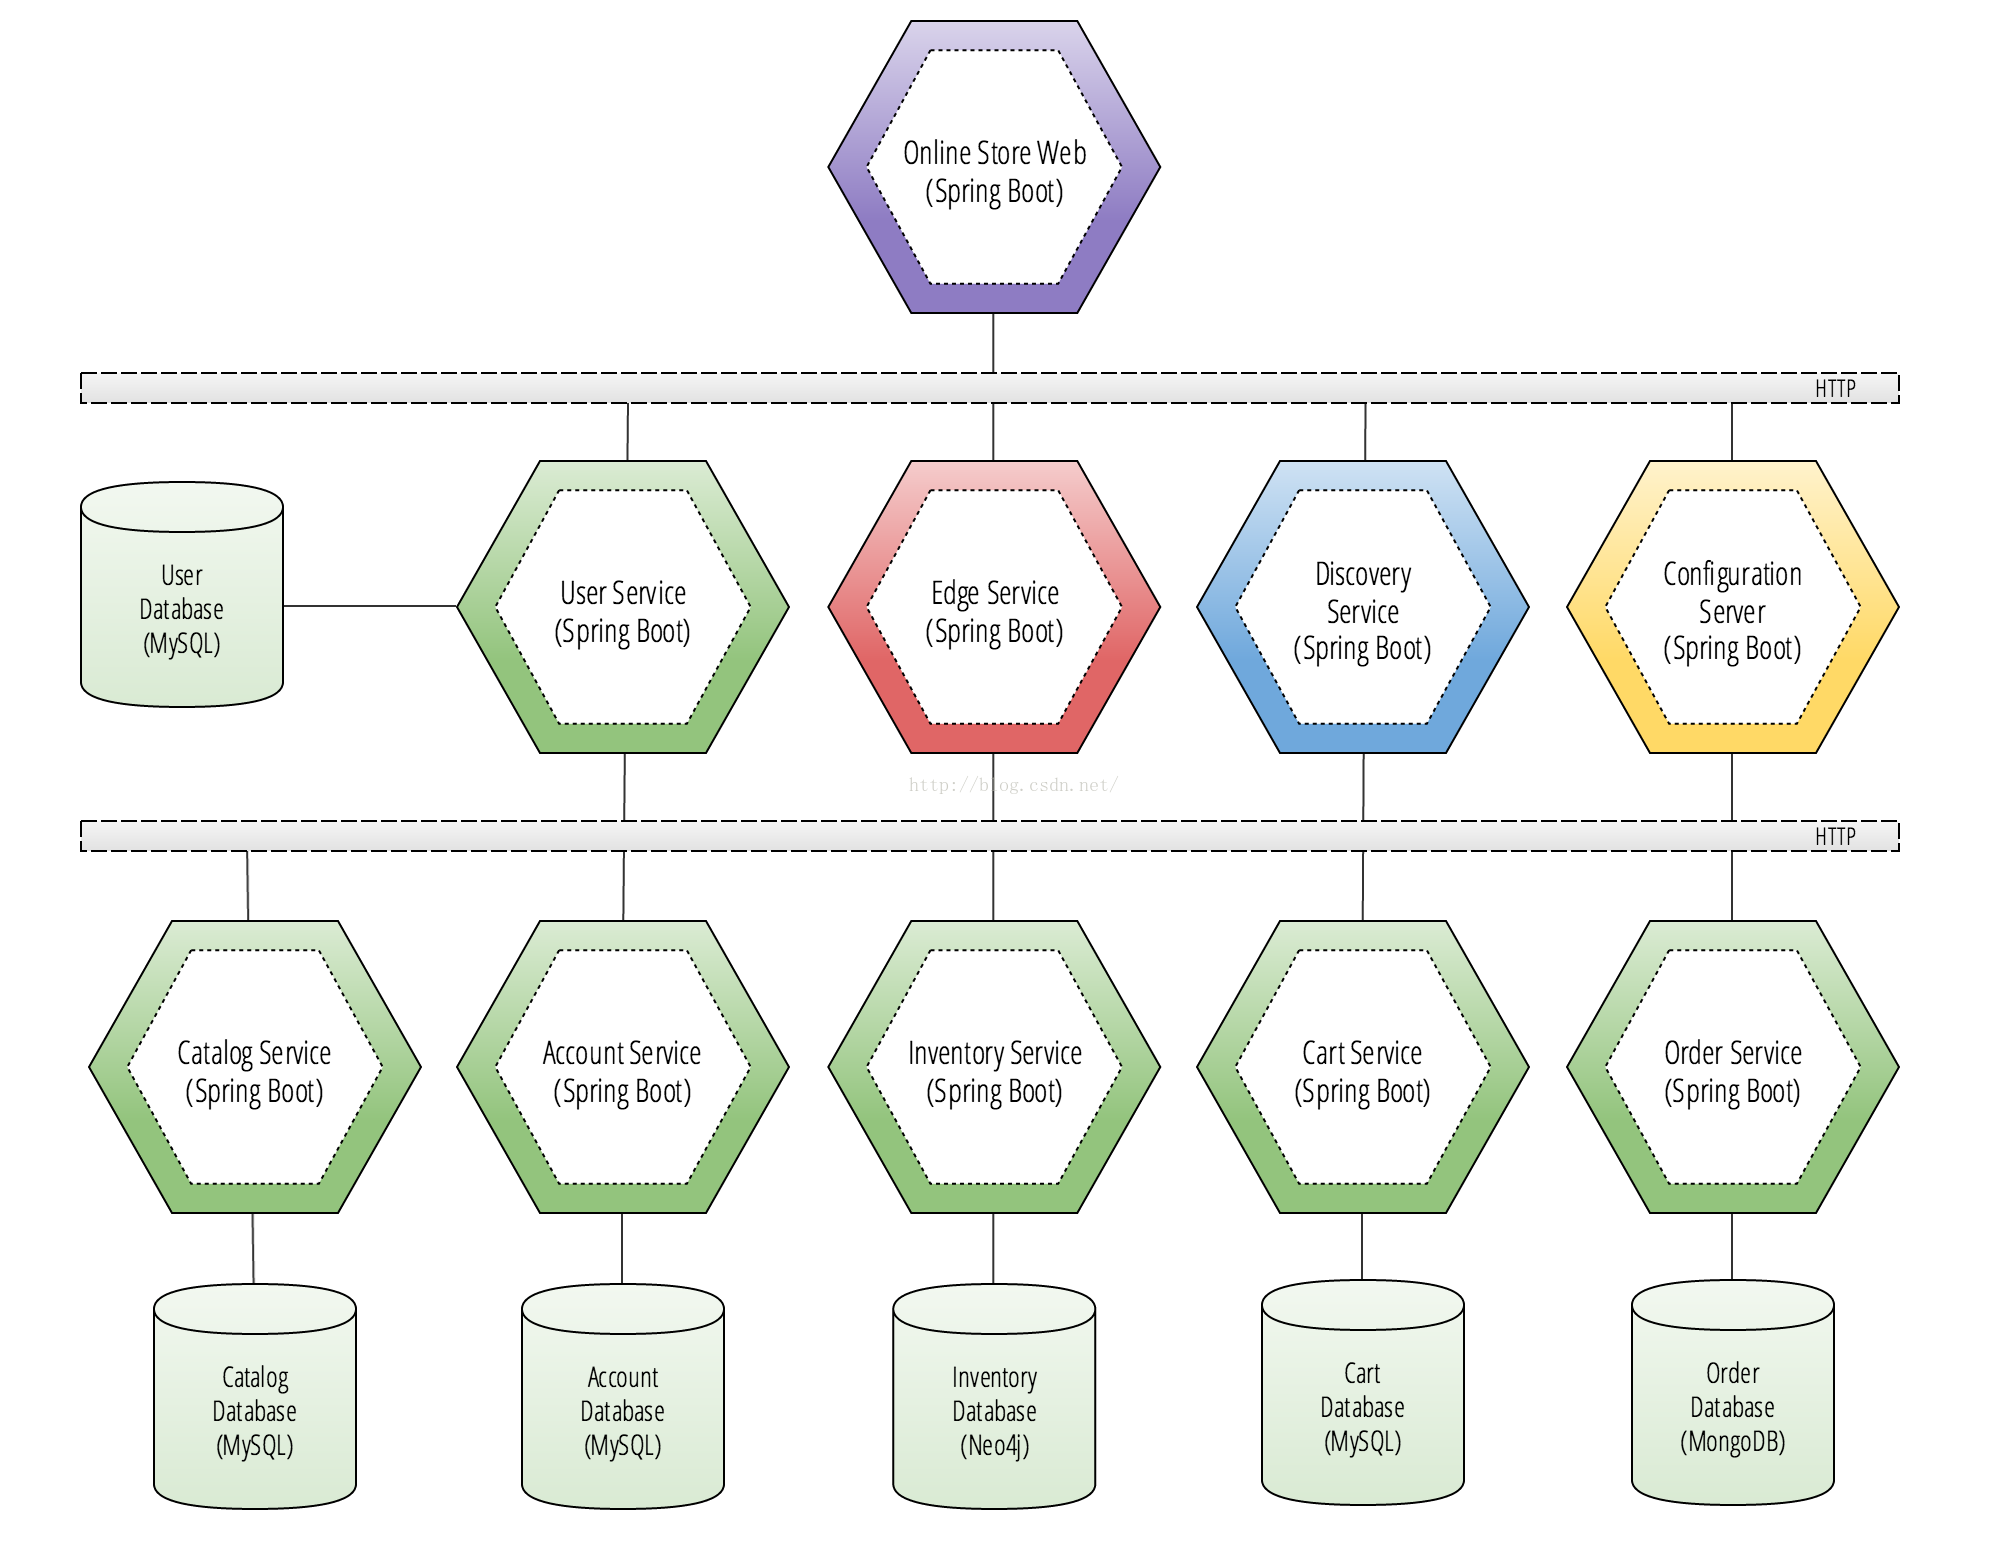 Online Store Web
(Spring Boot)
HTTP
User
Database
(MySQL)
User Service
(Spring Boot)
Edge Service
(Spring Boot)
Discovery
Service
(Spring Boot)
Configuration
Server
(Spring Boot)
http://blog.csdn.net/
HTTP
Catalog Service
(Spring Boot)
Account Service
(Spring Boot)
Inventory Service
(Spring Boot)
Cart Service
(Spring Boot)
Order Service
(Spring Boot)
Catalog
Database
(MySQL)
Account
Database
(MySQL)
Inventory
Database
(Neo4j)
Cart
Database
(MySQL)
Order
Database
(MongoDB)